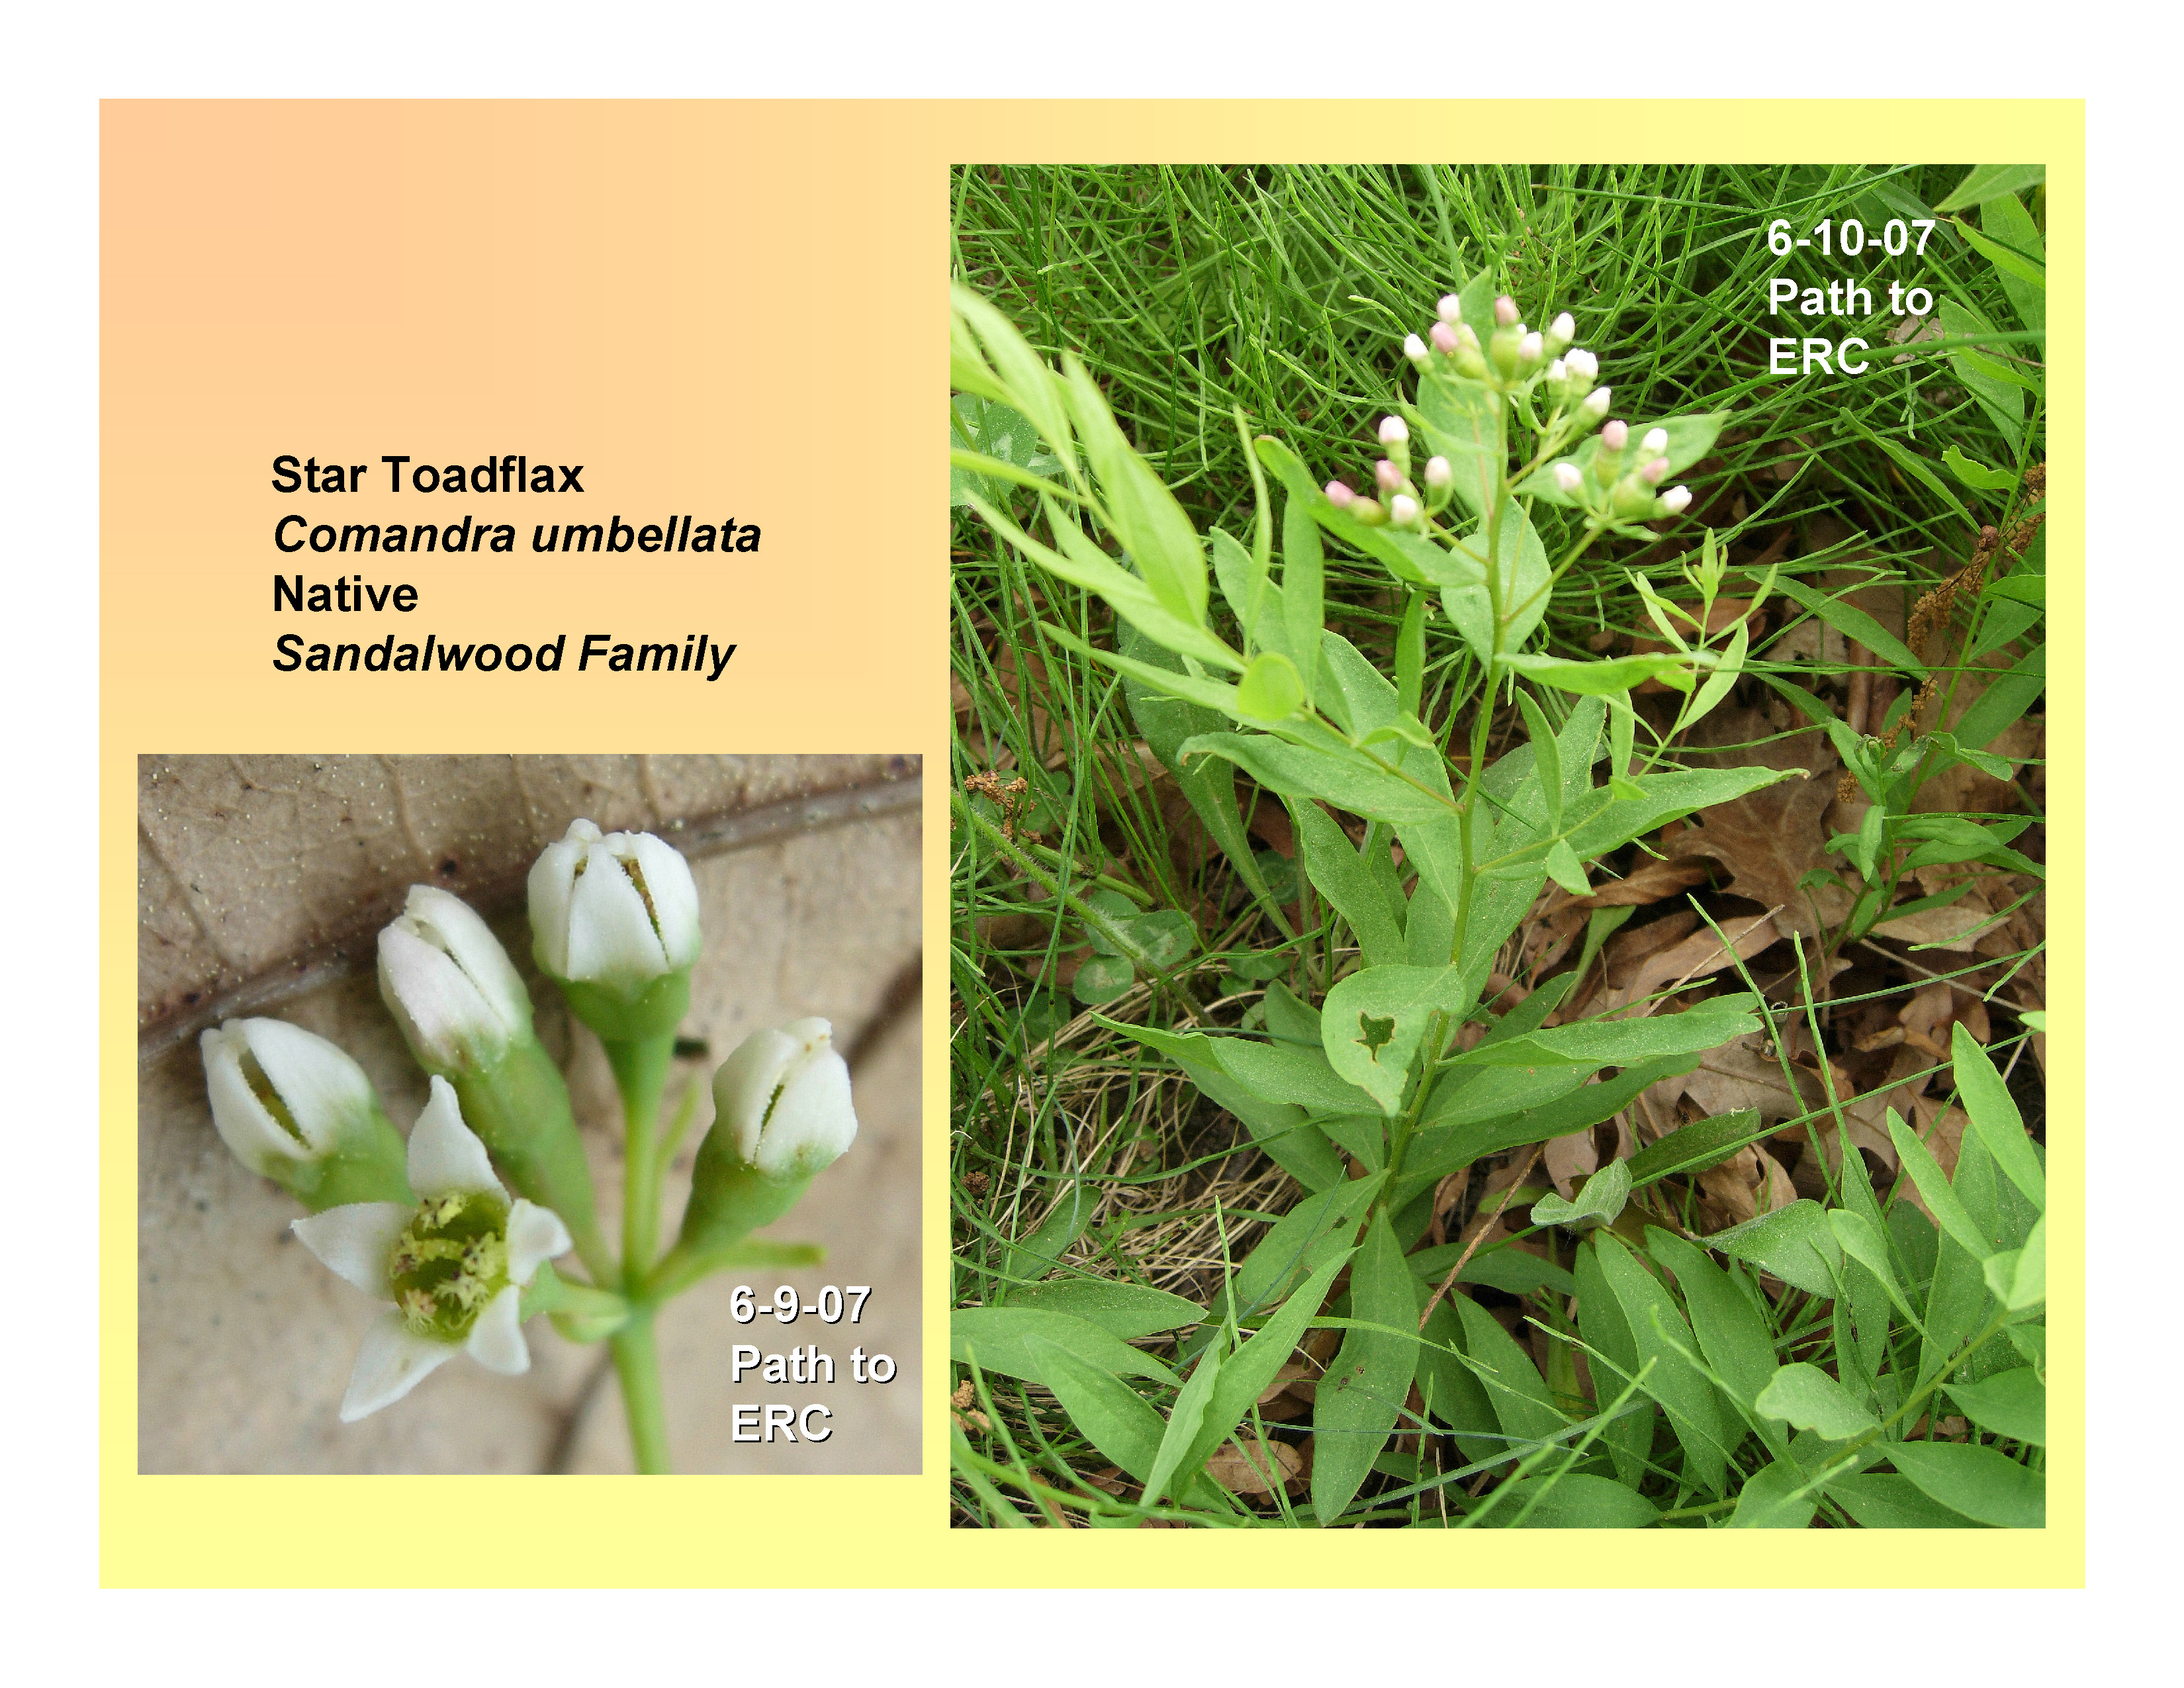 Star Toadflax
Comandra umbellata
Native
Sandalwood Family
6-10-07
Path to
ERC
6-9-07
Path to
ERC